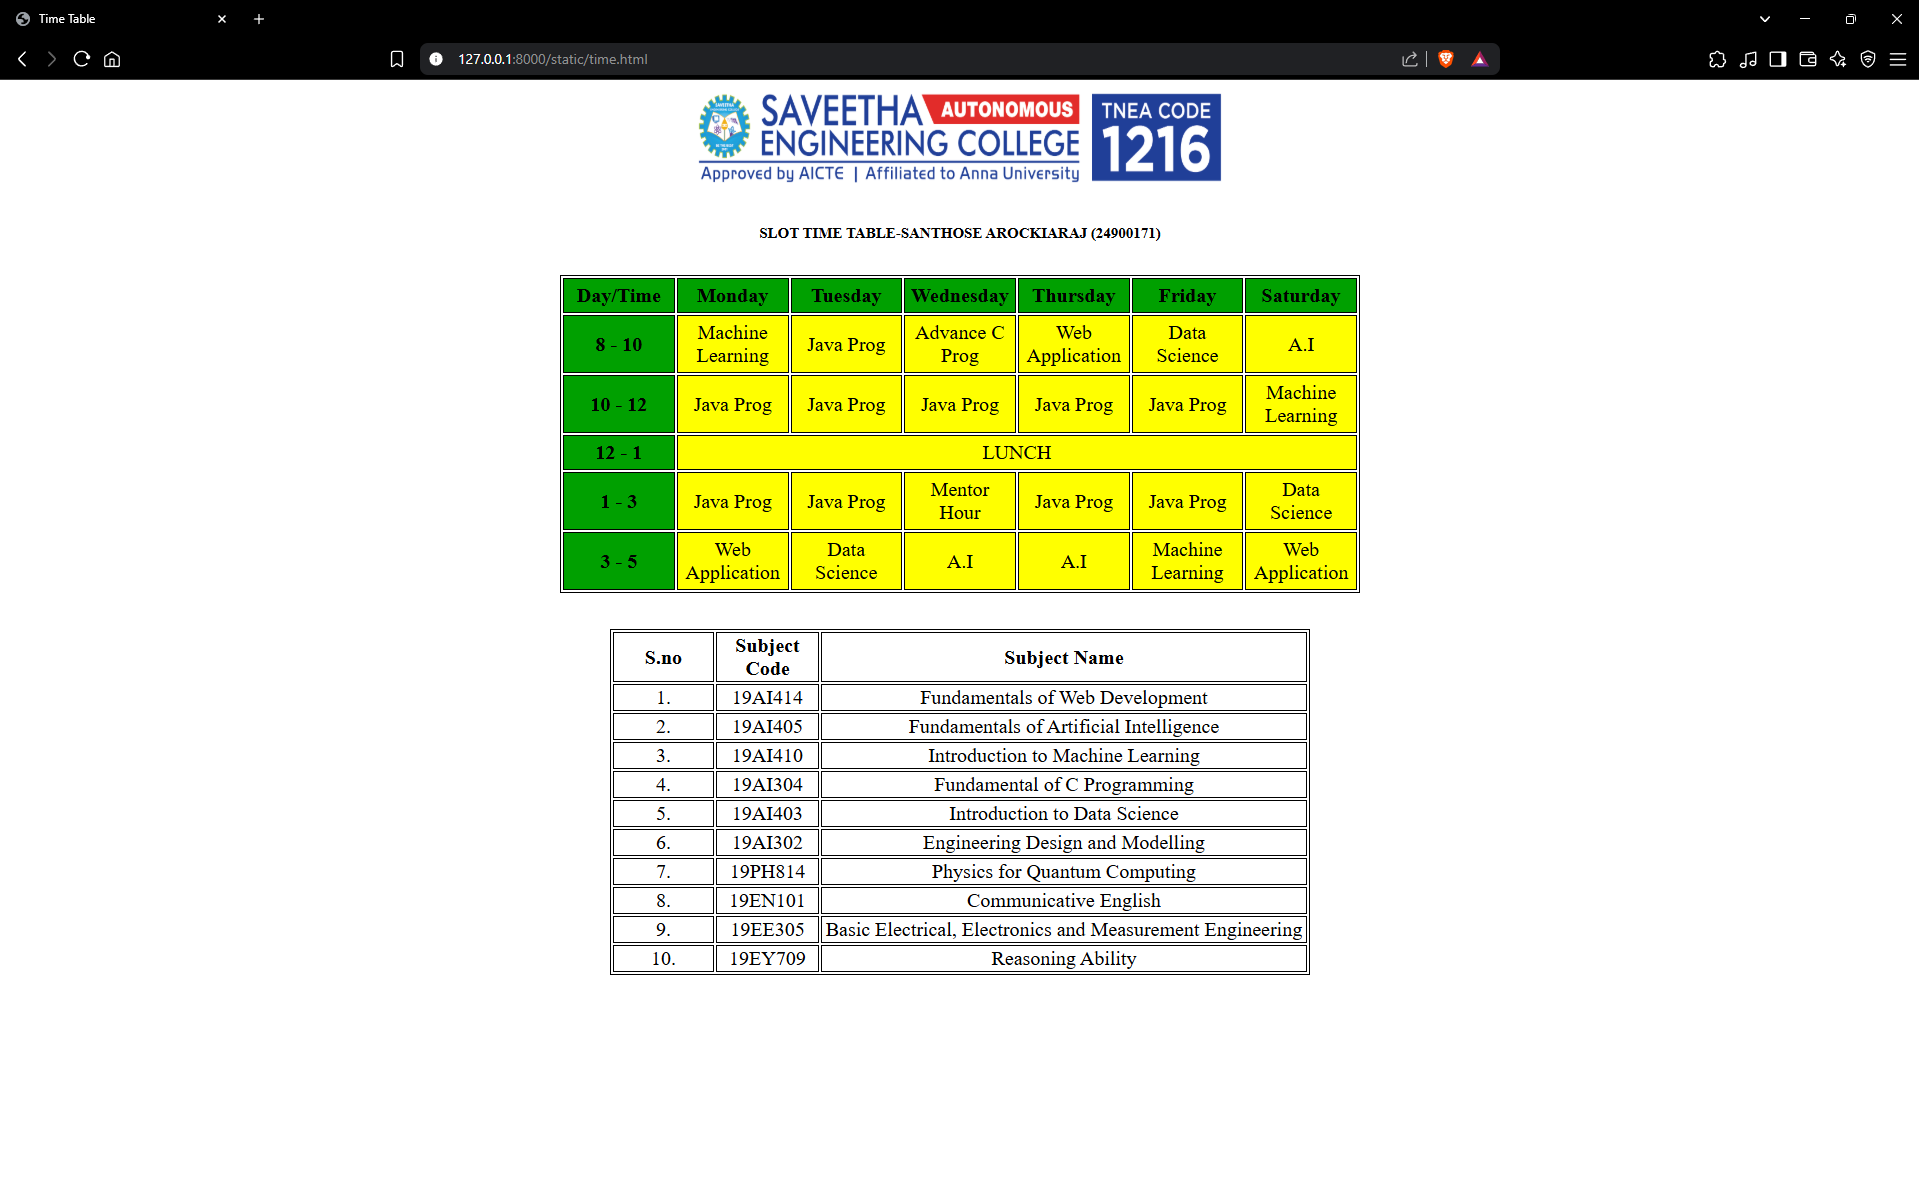 Time Table
127.0.0.1:8000/static/time.html
SAVEETHA AUTONOMOUS
ENGINEERING COLLEGE
Approved by AICTE | Affiliated to Anna University
TNEA CODE
1216
SLOT TIME TABLE-SANTHOSE AROCKIARAJ (24900171)
Day/Time Monday Tuesday Wednesday Thursday Friday Saturday
8 - 10 Machine Learning Java Prog Advance C Prog Web Application Data Science A.I
10 - 12 Java Prog Java Prog Java Prog Java Prog Java Prog Machine Learning
12 - 1 LUNCH
1 - 3 Java Prog Java Prog Mentor Hour Java Prog Java Prog Data Science
3 - 5 Web Application Data Science A.I A.I Machine Learning Web Application
S.no Subject Code Subject Name
1. 19AI414 Fundamentals of Web Development
2. 19AI405 Fundamentals of Artificial Intelligence
3. 19AI410 Introduction to Machine Learning
4. 19AI304 Fundamental of C Programming
5. 19AI403 Introduction to Data Science
6. 19AI302 Engineering Design and Modelling
7. 19PH814 Physics for Quantum Computing
8. 19EN101 Communicative English
9. 19EE305 Basic Electrical, Electronics and Measurement Engineering
10. 19EY709 Reasoning Ability